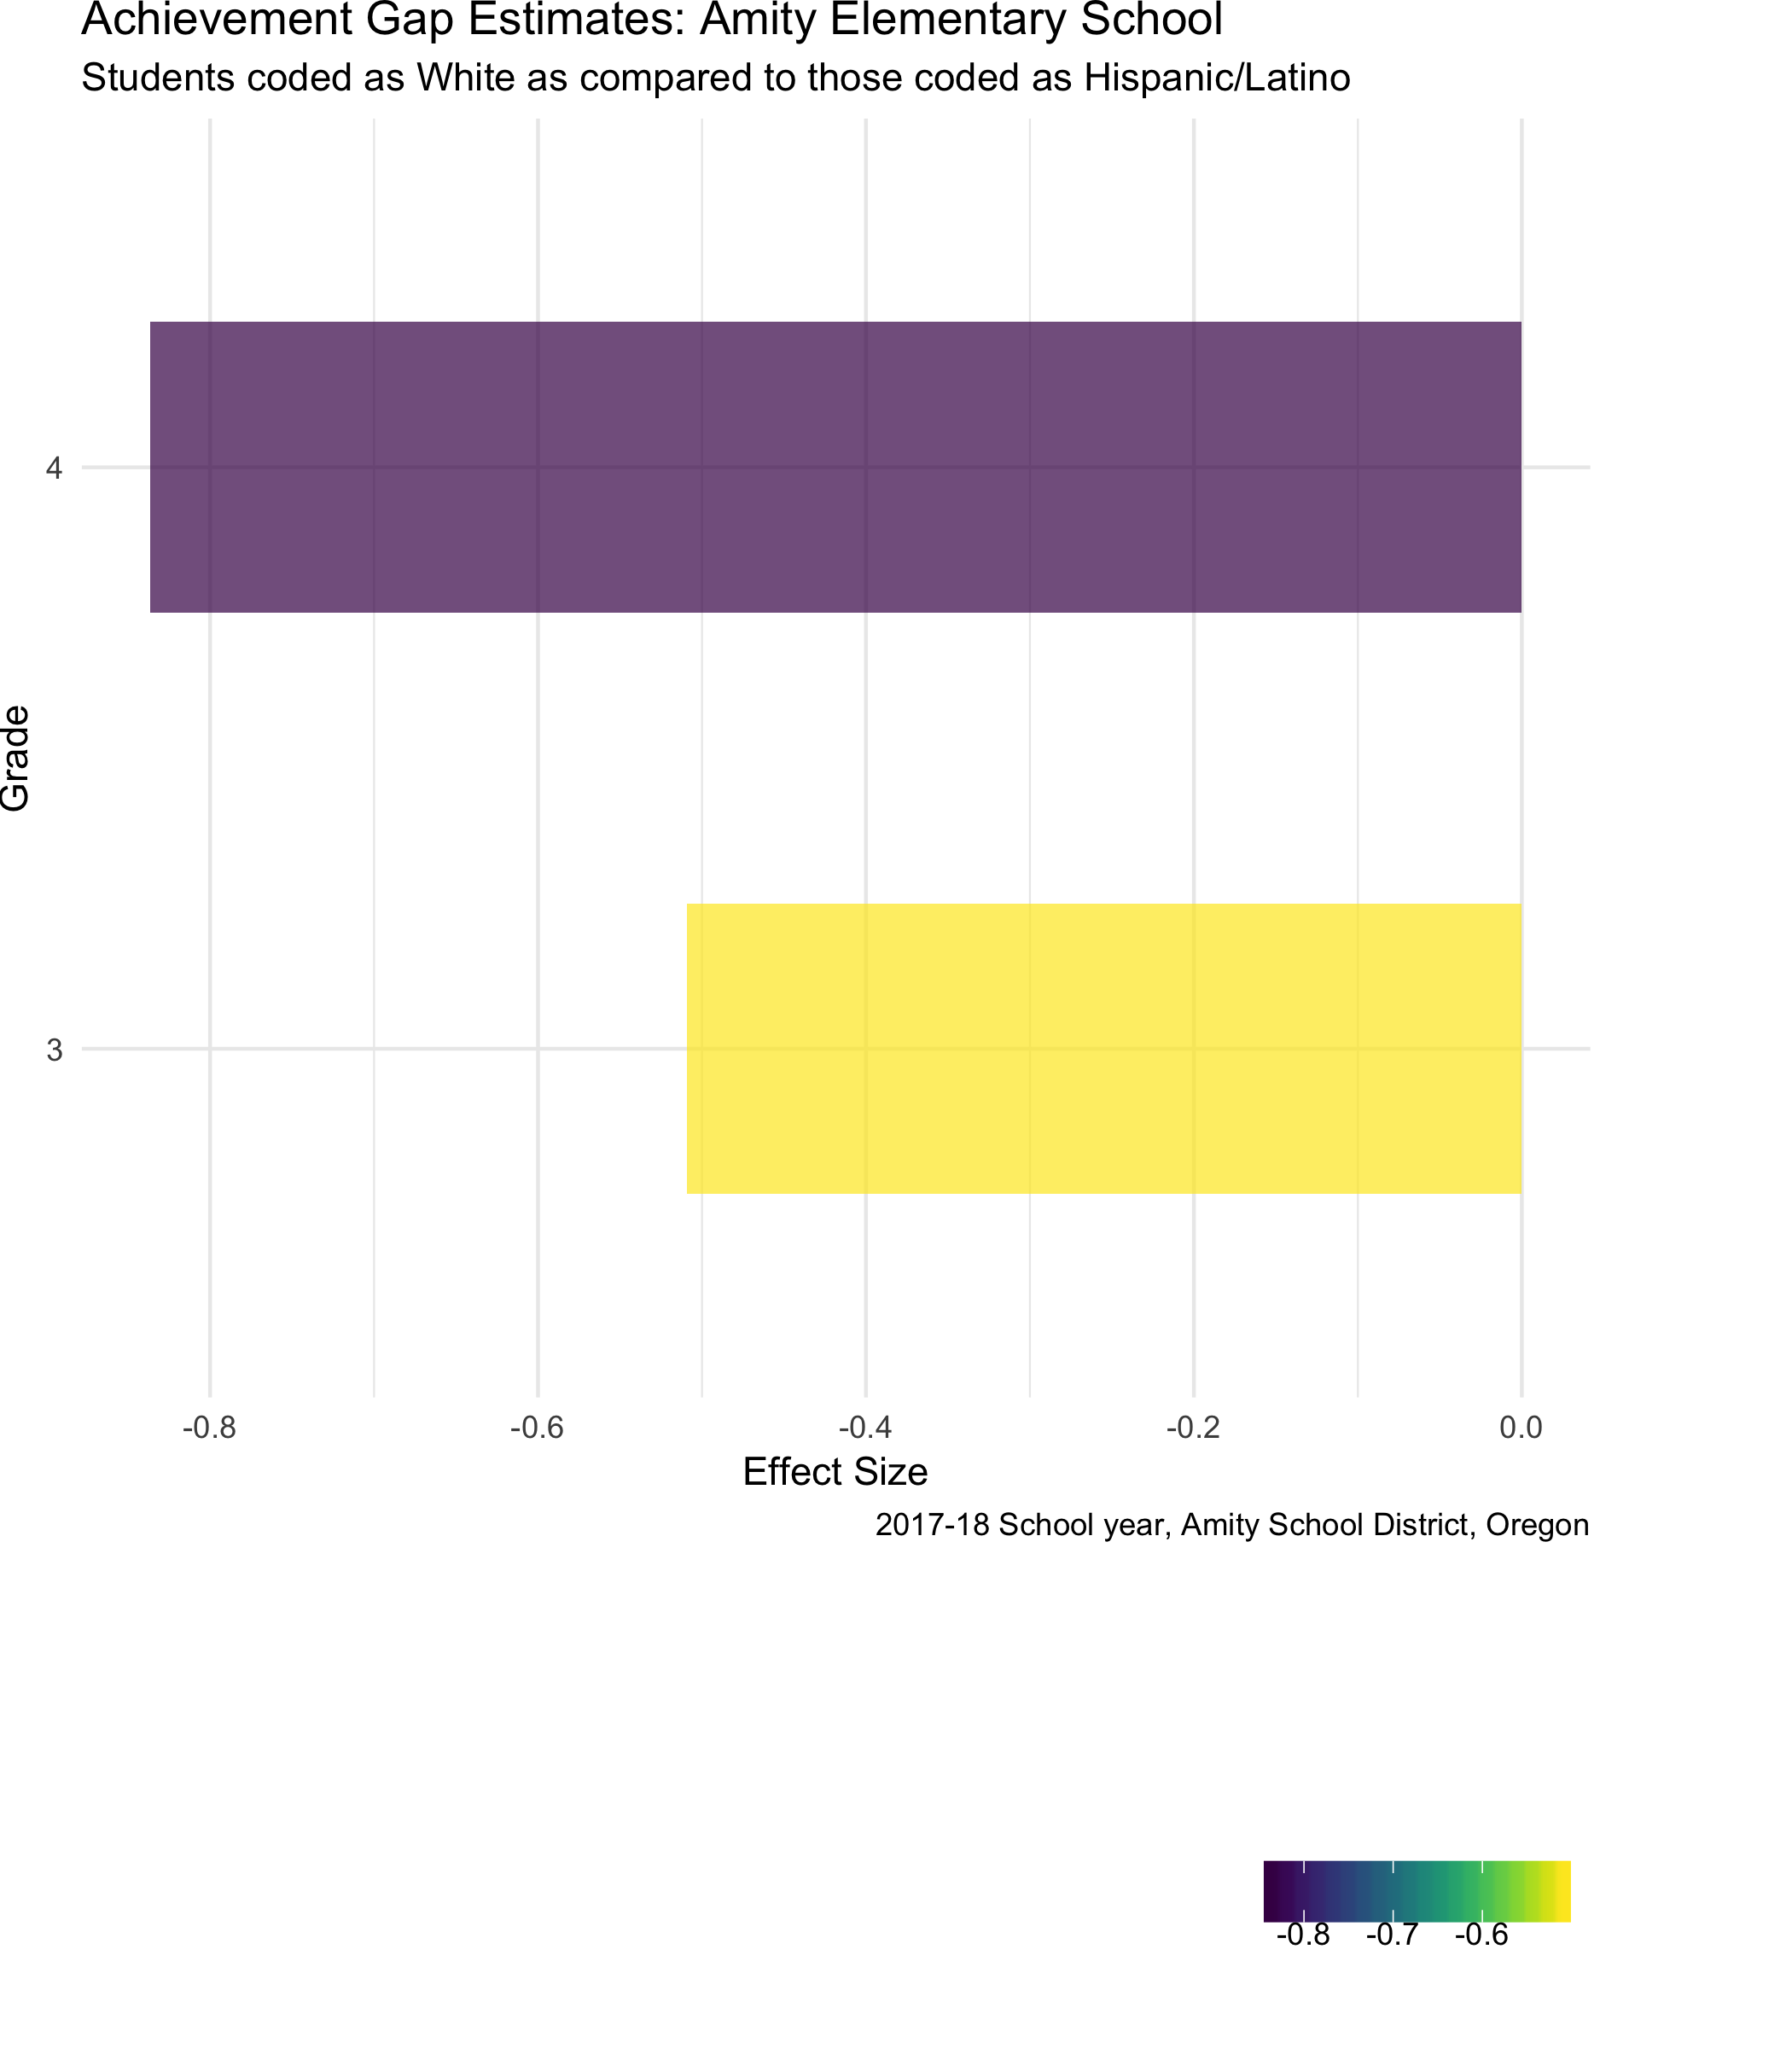 Achievement Gap Estimates: Amity Elementary School
Students coded as White as compared to those coded as Hispanic/Latino
4
Grade
3
-0.8 -0.6 -0.4 -0.2 0.0
Effect Size
2017-18 School year, Amity School District, Oregon
-0.8 -0.7 -0.6